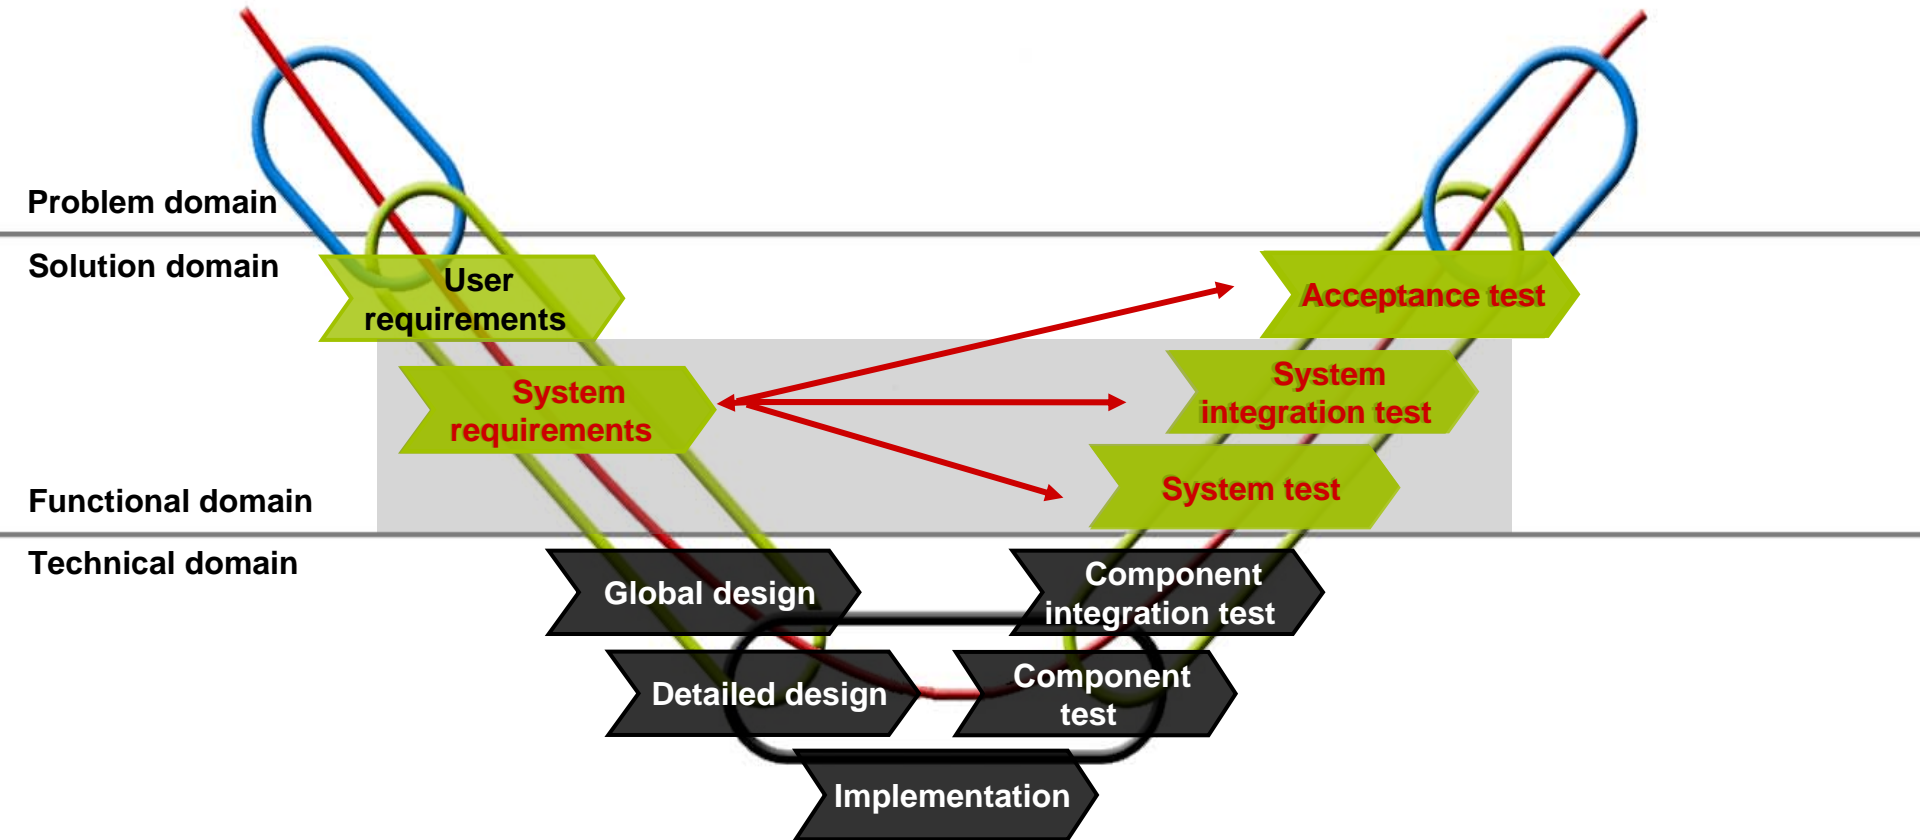 Problem domain
Solution domain
User
requirements
Acceptance test
System
requirements
System
integration test
System test
Functional domain
Technical domain
Global design
Component
integration test
Detailed design
Component
test
Implementation